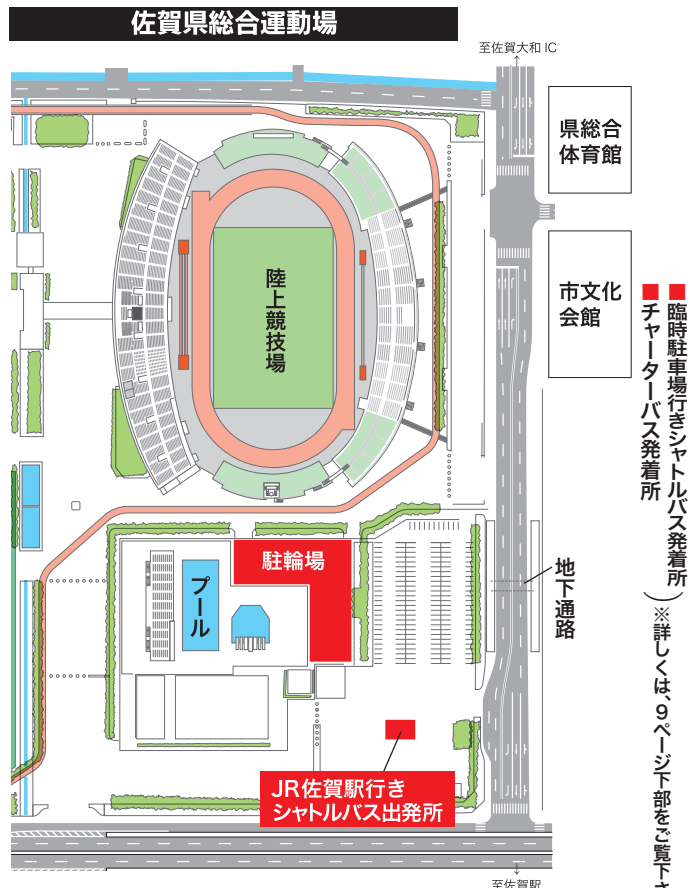 佐賀県総合運動場
至佐賀大和IC
県総合
体育館
市文化
会館
陸上競技場
■臨時駐車場行きシャトルバス発着所
■チャーターバス発着所
)※詳しくは、9ページ下部をご覧下さ
地下通路
駐輪場
プール
JR佐賀駅行き
シャトルバス出発所
至佐賀駅